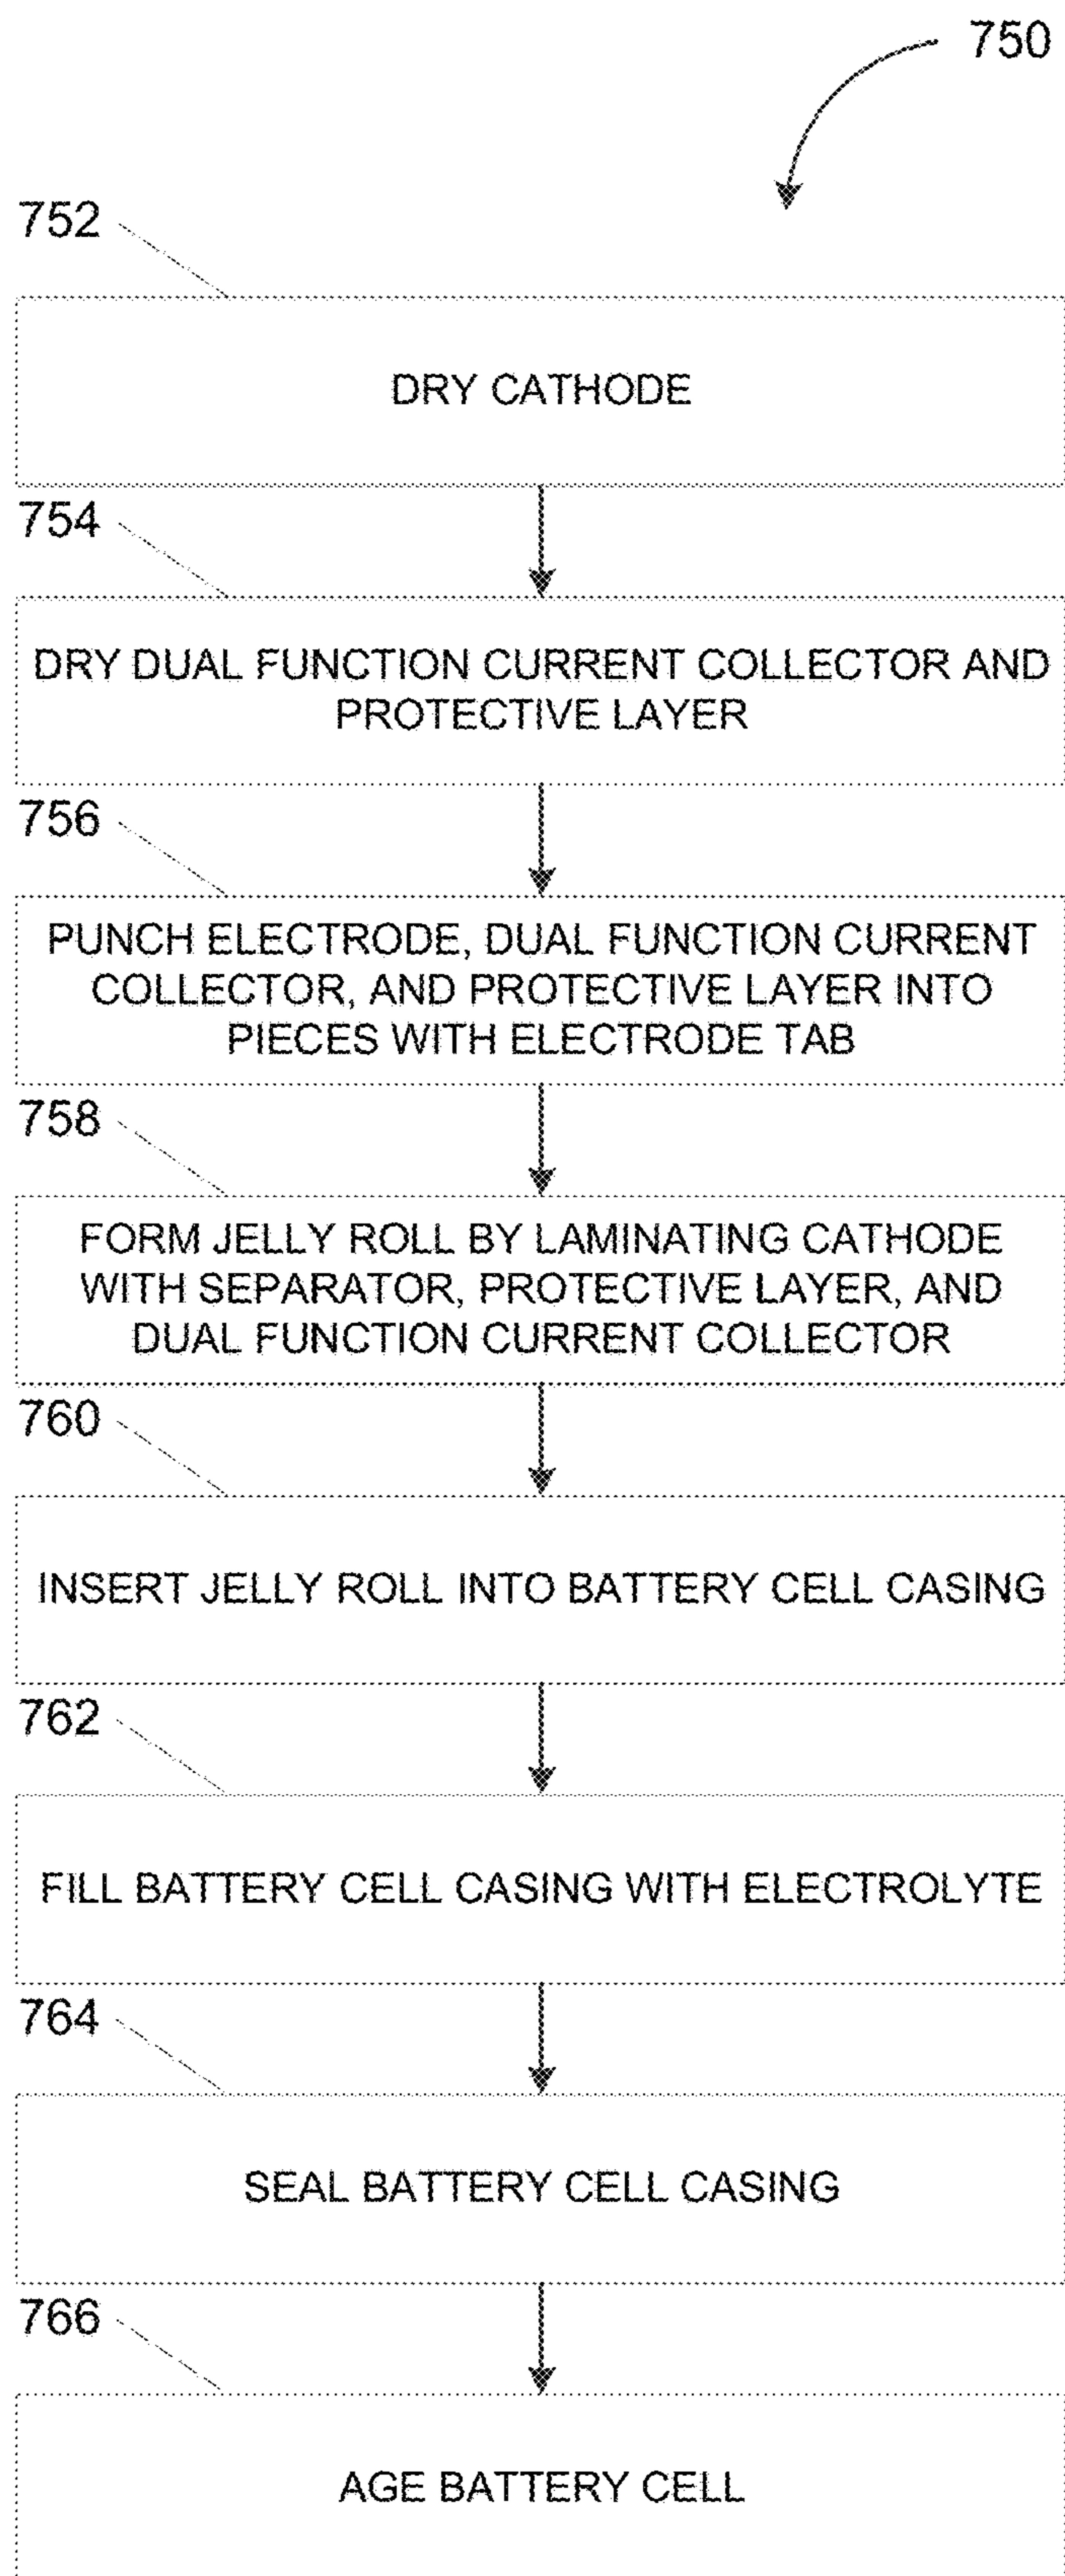 750
752
DRY CATHODE
754
DRY DUAL FUNCTION CURRENT COLLECTOR AND
PROTECTIVE LAYER
756
PUNCH ELECTRODE, DUAL FUNCTION CURRENT
COLLECTOR, AND PROTECTIVE LAYER INTO
PIECES WITH ELECTRODE TAB
758
FORM JELLY ROLL BY LAMINATING CATHODE
WITH SEPARATOR, PROTECTIVE LAYER, AND
DUAL FUNCTION CURRENT COLLECTOR
760
INSERT JELLY ROLL INTO BATTERY CELL CASING
762
FILL BATTERY CELL CASING WITH ELECTROLYTE
764
SEAL BATTERY CELL CASING
766
AGE BATTERY CELL